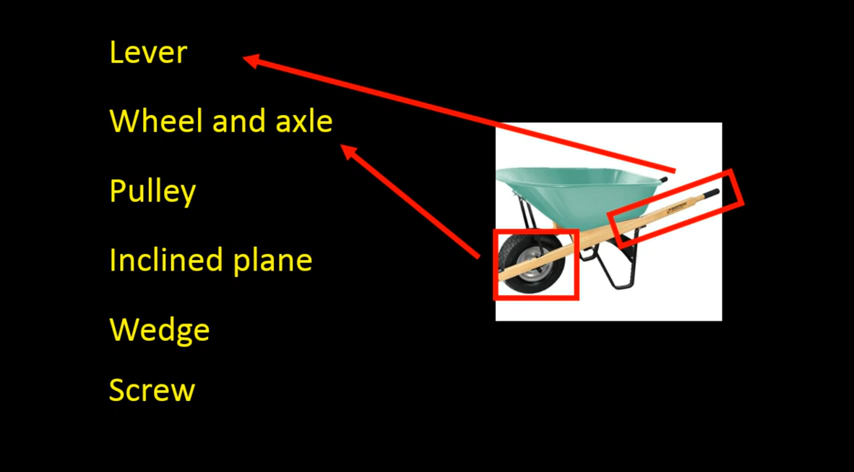 Lever
Wheel and axle
Pulley
Inclined plane
Wedge
Screw